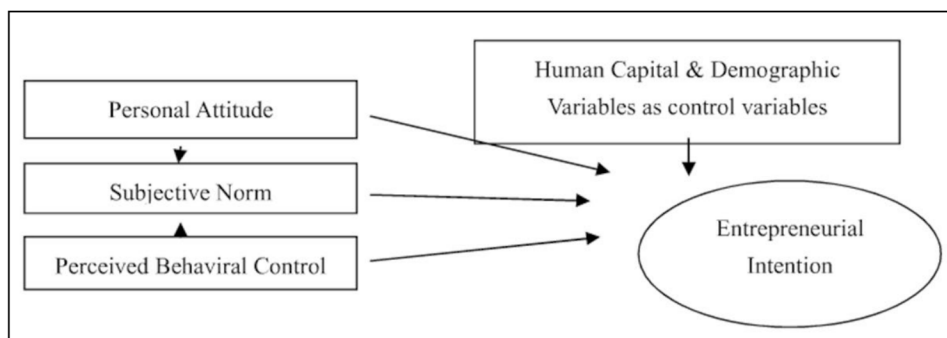 Human Capital & Demographic
Variables as control variables
Personal Attitude
Subjective Norm
Perceived Behaviral Control
Entrepreneurial
Intention